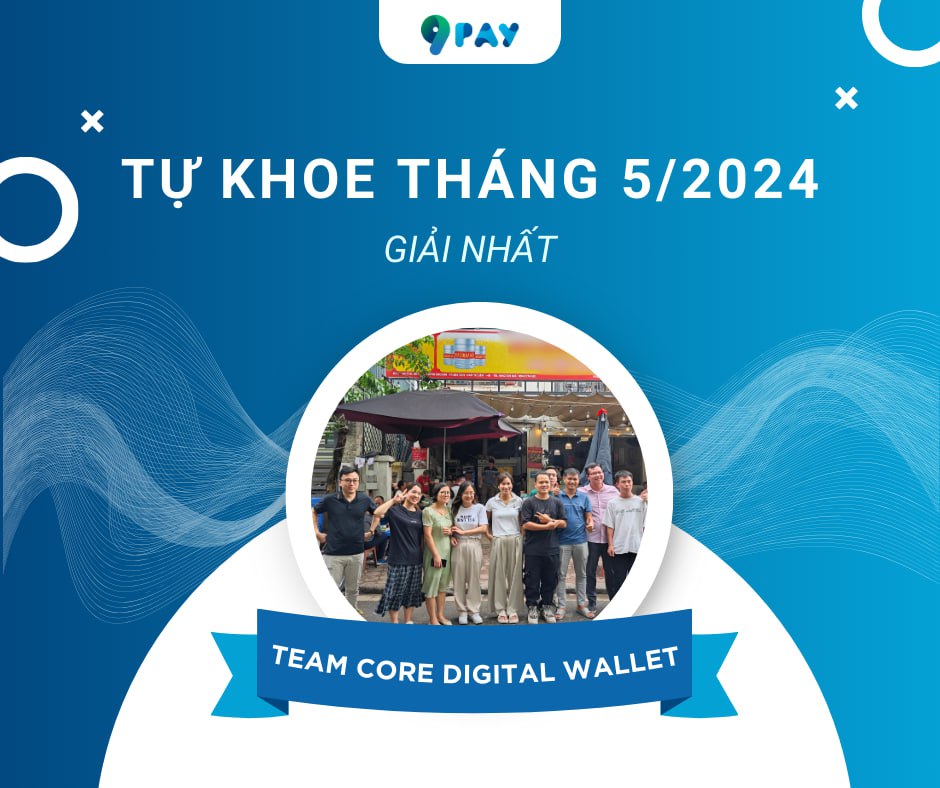 9PAY
TỰ KHOE THÁNG 5/2024
GIẢI NHẤT
TEAM CORE DIGITAL WALLET